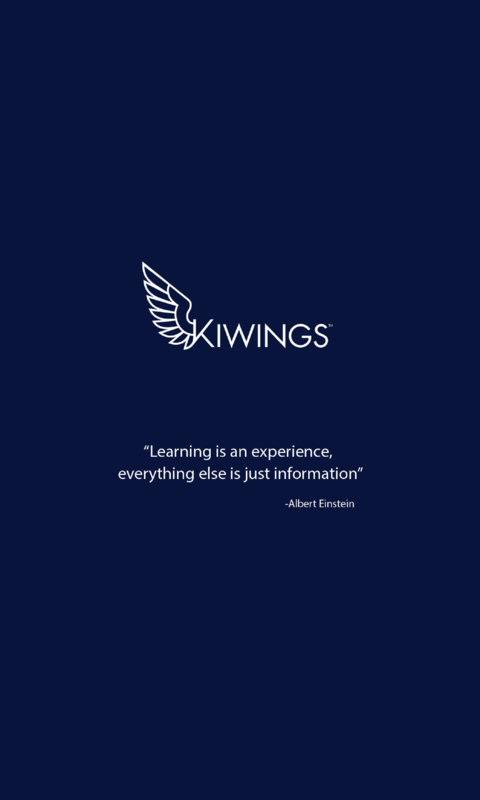 KIWINGS™
“Learning is an experience,
everything else is just information”
-Albert Einstein